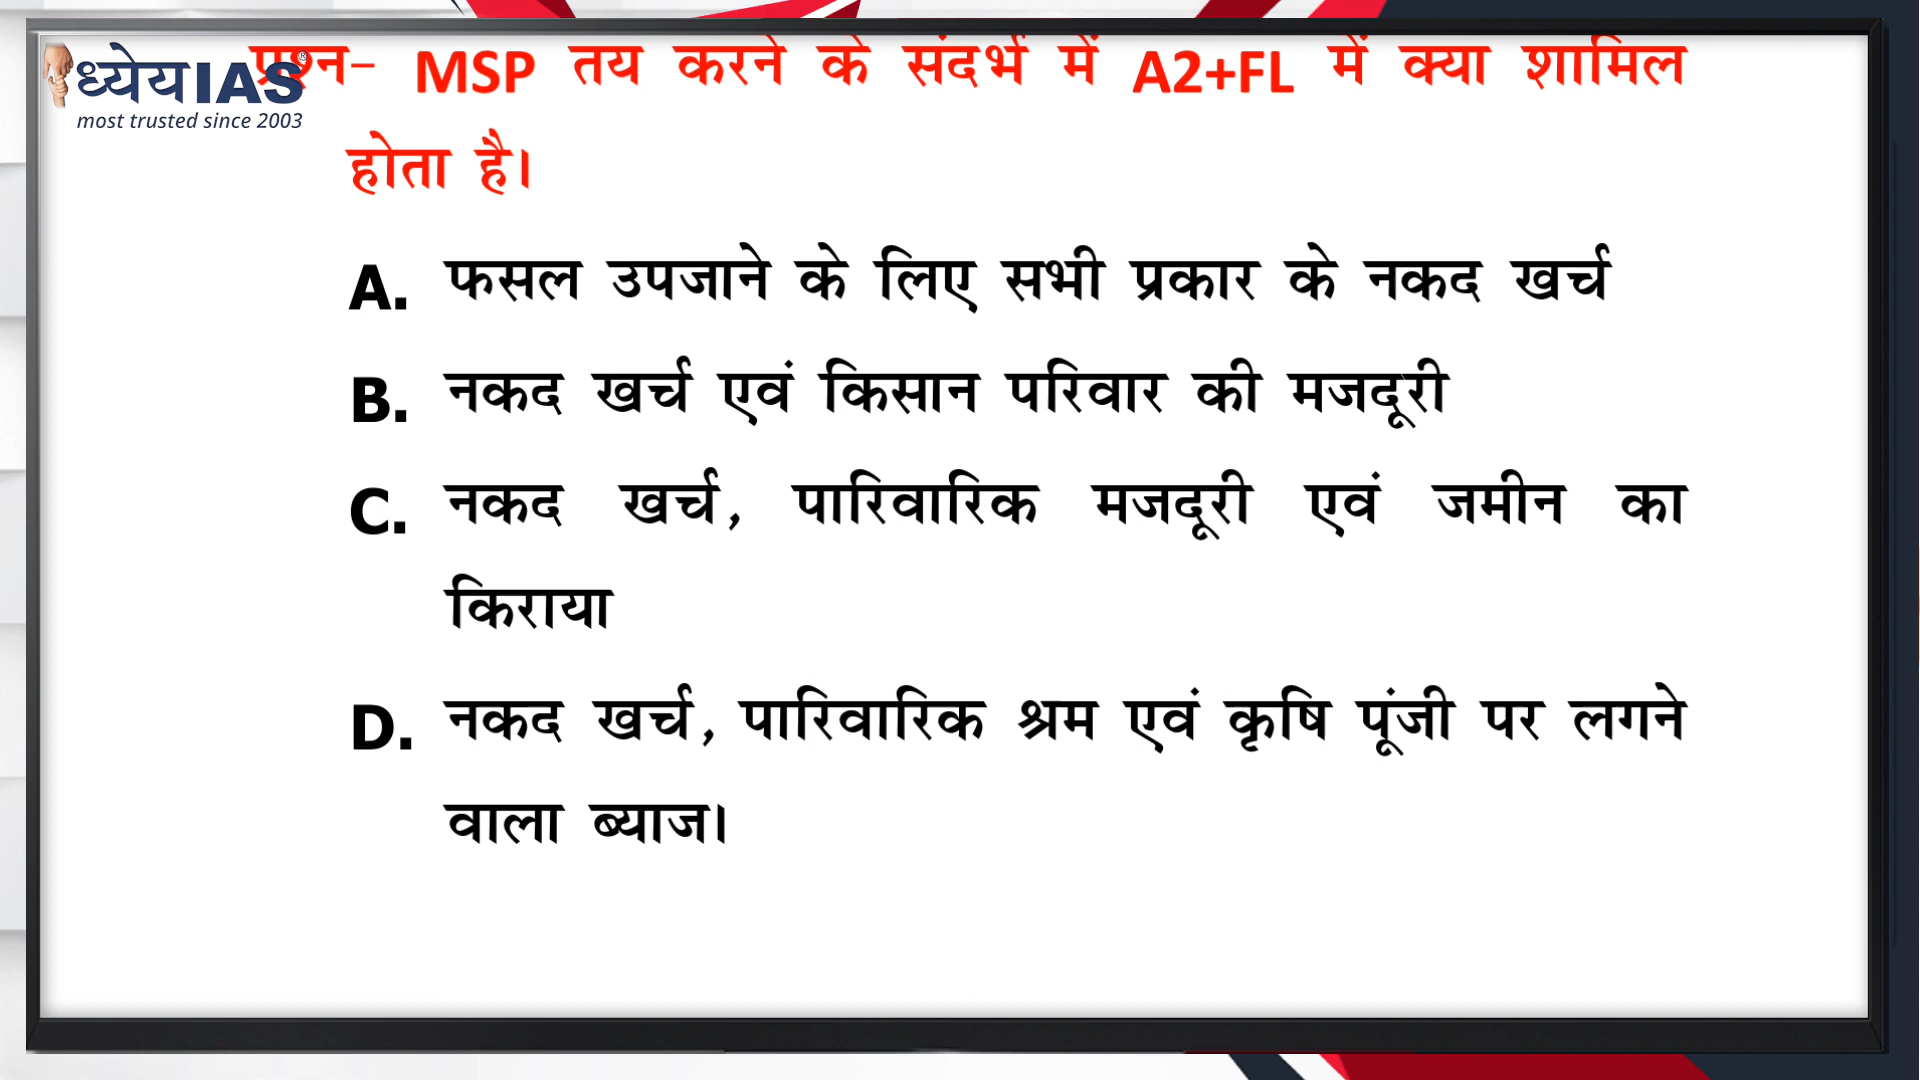 ध्येय IAS®
most trusted since 2003
प्रश्न- MSP तय करने के संदर्भ में A2+FL में क्या शामिल
होता है।
A. फसल उपजाने के लिए सभी प्रकार के नकद खर्च
B. नकद खर्च एवं किसान परिवार की मजदूरी
C. नकद खर्च, पारिवारिक मजदूरी एवं जमीन का
किराया
D. नकद खर्च, पारिवारिक श्रम एवं कृषि पूंजी पर लगने
वाला ब्याज।